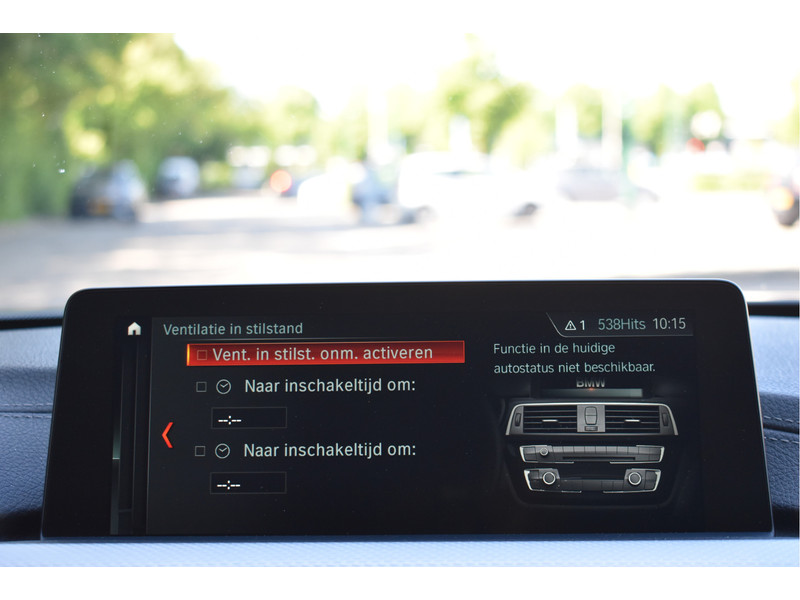 Ventilatie in stilstand
1 538Hits 10:15
Vent. in stilst. onm. activeren
Functie in de huidige
autostatus niet beschikbaar.
Naar inschakeltijd om:
--:--
Naar inschakeltijd om:
--:--
BMW